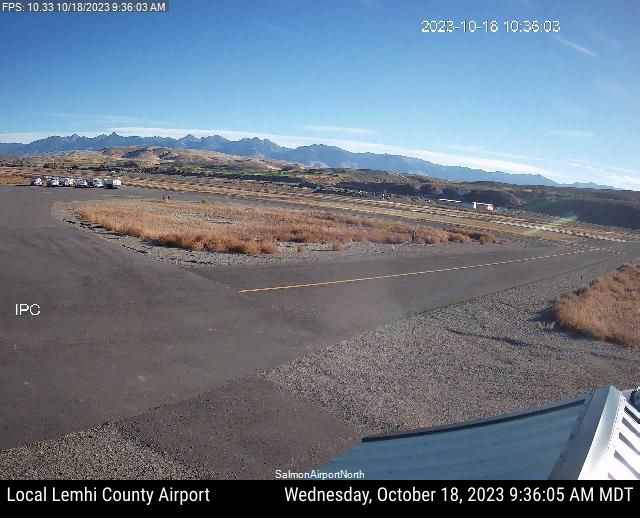 FPS: 10.33 10/18/2023 9:36:03 AM
2023-10-18 10:36:03
IPC
SalmonAirportNorth
Local Lemhi County Airport Wednesday, October 18, 2023 9:36:05 AM MDT